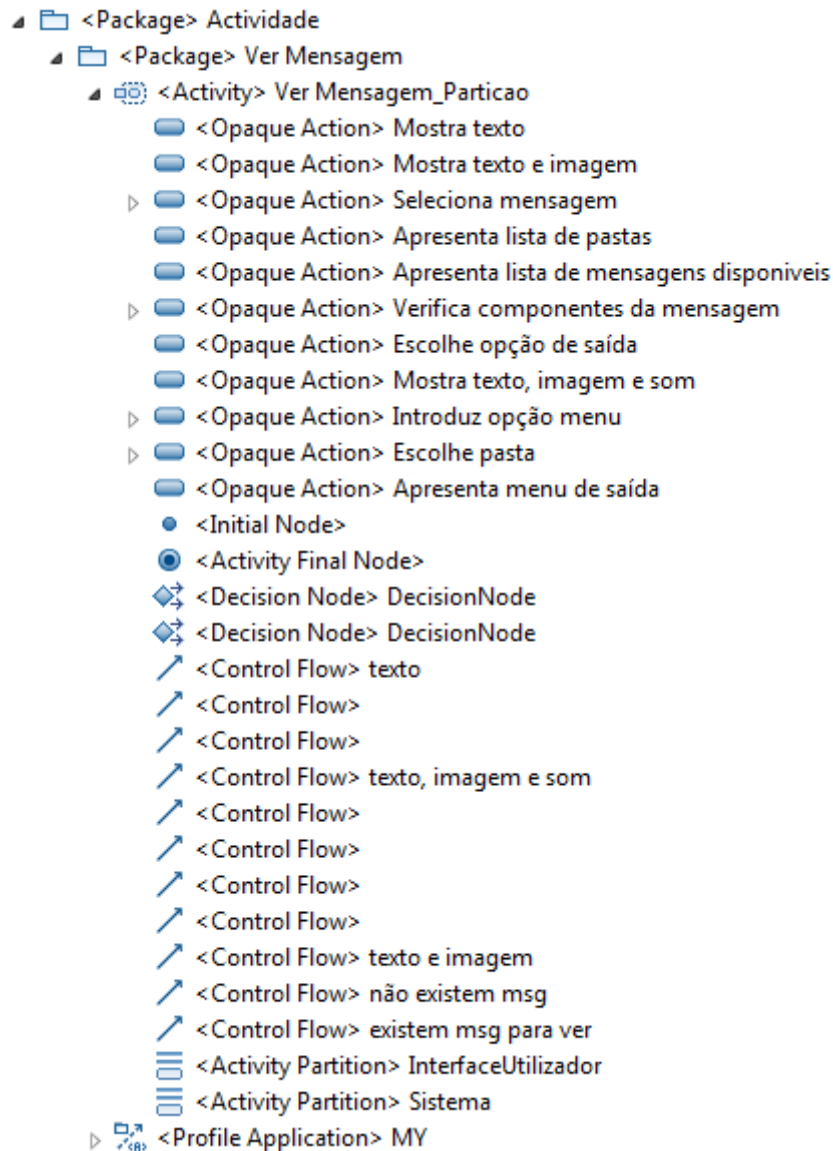 <Package> Actividade
<Package> Ver Mensagem
<Activity> Ver Mensagem_Particao
<Opaque Action> Mostra texto
<Opaque Action> Mostra texto e imagem
<Opaque Action> Seleciona mensagem
<Opaque Action> Apresenta lista de pastas
<Opaque Action> Apresenta lista de mensagens disponiveis
<Opaque Action> Verifica componentes da mensagem
<Opaque Action> Escolhe opção de saída
<Opaque Action> Mostra texto, imagem e som
<Opaque Action> Introduz opção menu
<Opaque Action> Escolhe pasta
<Opaque Action> Apresenta menu de saída
<Initial Node>
<Activity Final Node>
<Decision Node> DecisionNode
<Decision Node> DecisionNode
<Control Flow> texto
<Control Flow>
<Control Flow>
<Control Flow> texto, imagem e som
<Control Flow>
<Control Flow>
<Control Flow>
<Control Flow>
<Control Flow> texto e imagem
<Control Flow> não existem msg
<Control Flow> existem msg para ver
<Activity Partition> InterfaceUtilizador
<Activity Partition> Sistema
<Profile Application> MY